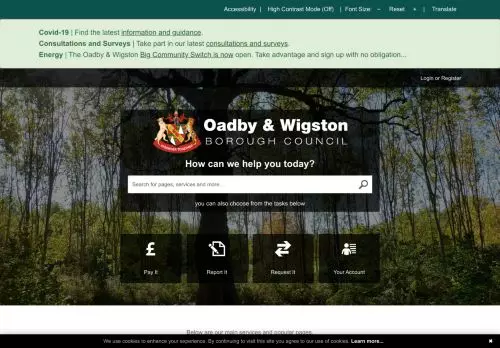 Accessibility | High Contrast Mode (Off) | Font Size: − Reset + | Translate
Covid-19 | Find the latest information and guidance.
Consultations and Surveys | Take part in our latest consultations and surveys.
Energy | The Oadby & Wigston Big Community Switch is now open. Take advantage and sign up with no obligation...
Login or Register
Oadby & Wigston
BOROUGH COUNCIL
How can we help you today?
Search for pages, services and more...
you can also choose from the tasks below
Pay It
Report It
Request It
Your Account
Below are our main services and popular pages.
We use cookies to enhance your experience. By continuing to visit this site you agree to our use of cookies. Learn more...